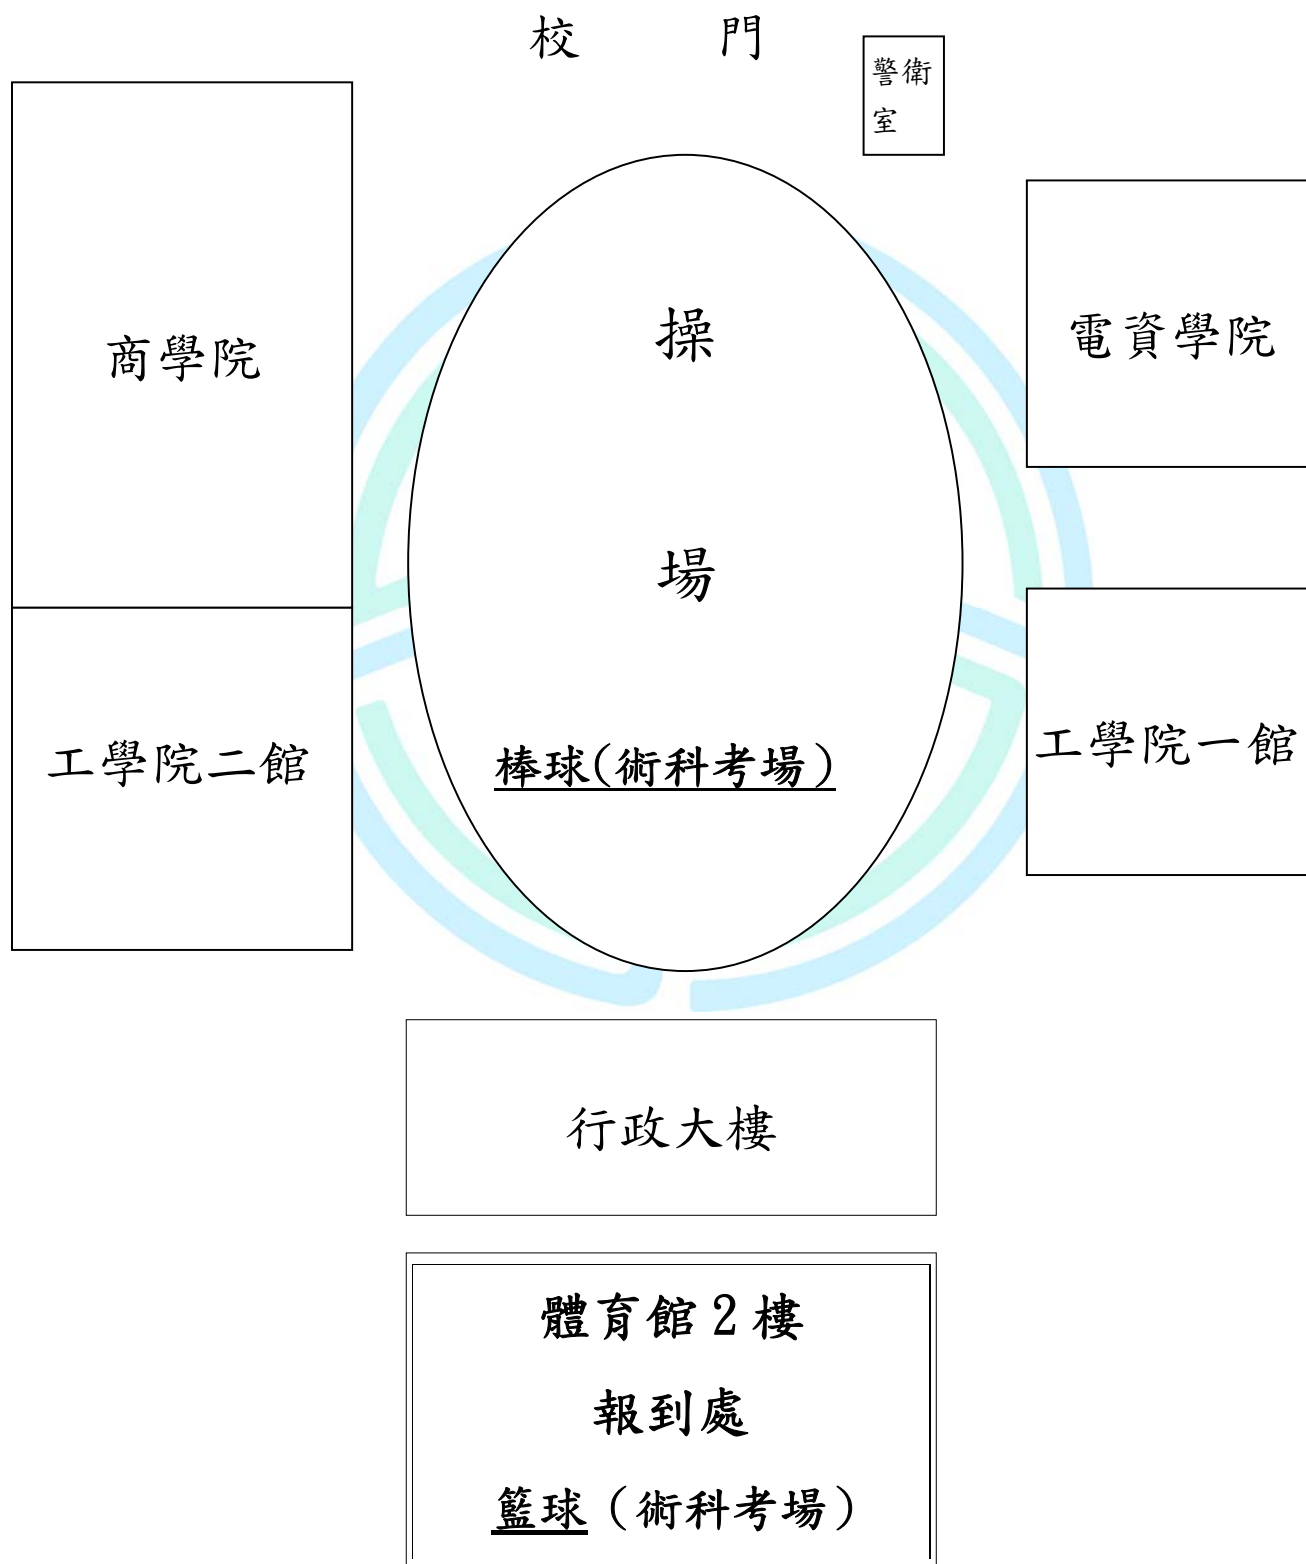 校 門
警衛
室
商學院
操
場
電資學院
工學院二館
棒球(術科考場)
工學院一館
行政大樓
體育館2樓
報到處
籃球(術科考場)